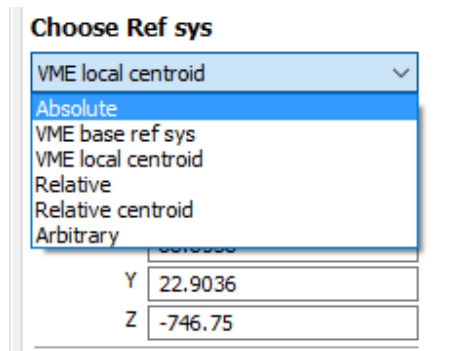 Choose Ref sys
VME local centroid
Absolute
VME base ref sys
VME local centroid
Relative
Relative centroid
Arbitrary
Y 22.9036
Z -746.75